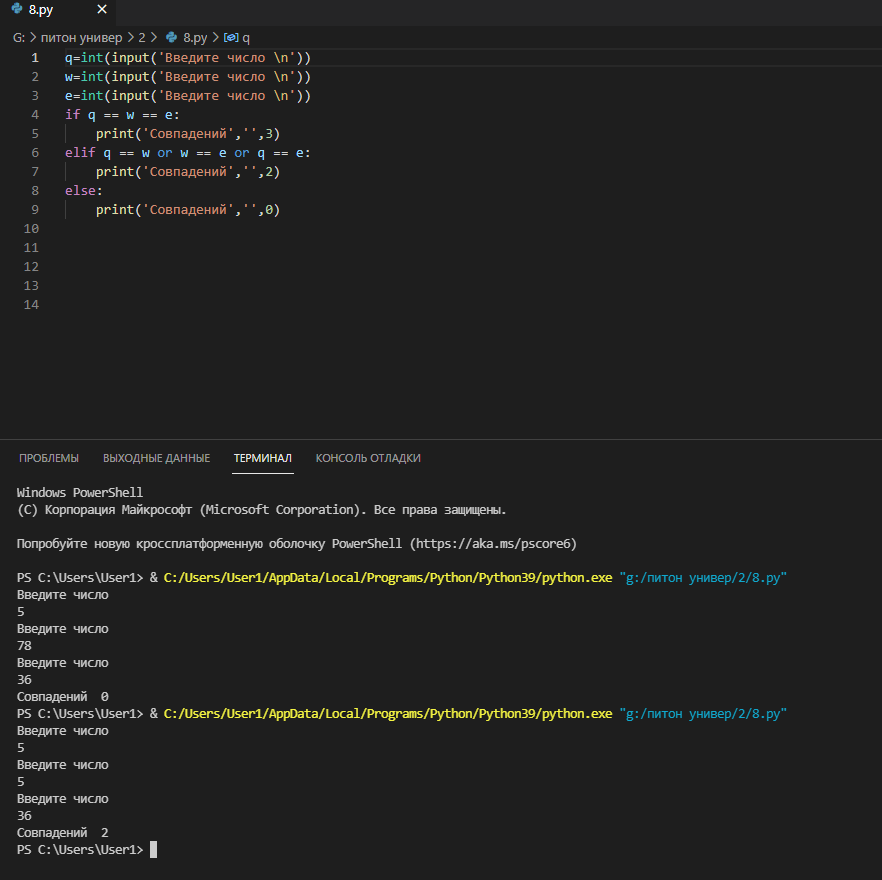 8.py ×
G: > питон универ > 2 > 8.py > q
1 q=int(input('Введите число \n'))
2 w=int(input('Введите число \n'))
3 e=int(input('Введите число \n'))
4 if q == w == e:
5     print('Совпадений','',3)
6 elif q == w or w == e or q == e:
7     print('Совпадений','',2)
8 else:
9     print('Совпадений','',0)
10
11
12
13
14
ПРОБЛЕМЫ ВЫХОДНЫЕ ДАННЫЕ ТЕРМИНАЛ КОНСОЛЬ ОТЛАДКИ
Windows PowerShell
(C) Корпорация Майкрософт (Microsoft Corporation). Все права защищены.
Попробуйте новую кроссплатформенную оболочку PowerShell (https://aka.ms/pscore6)
PS C:\Users\User1> & C:/Users/User1/AppData/Local/Programs/Python/Python39/python.exe "g:/питон универ/2/8.py"
Введите число
5
Введите число
78
Введите число
36
Совпадений  0
PS C:\Users\User1> & C:/Users/User1/AppData/Local/Programs/Python/Python39/python.exe "g:/питон универ/2/8.py"
Введите число
5
Введите число
5
Введите число
36
Совпадений  2
PS C:\Users\User1>